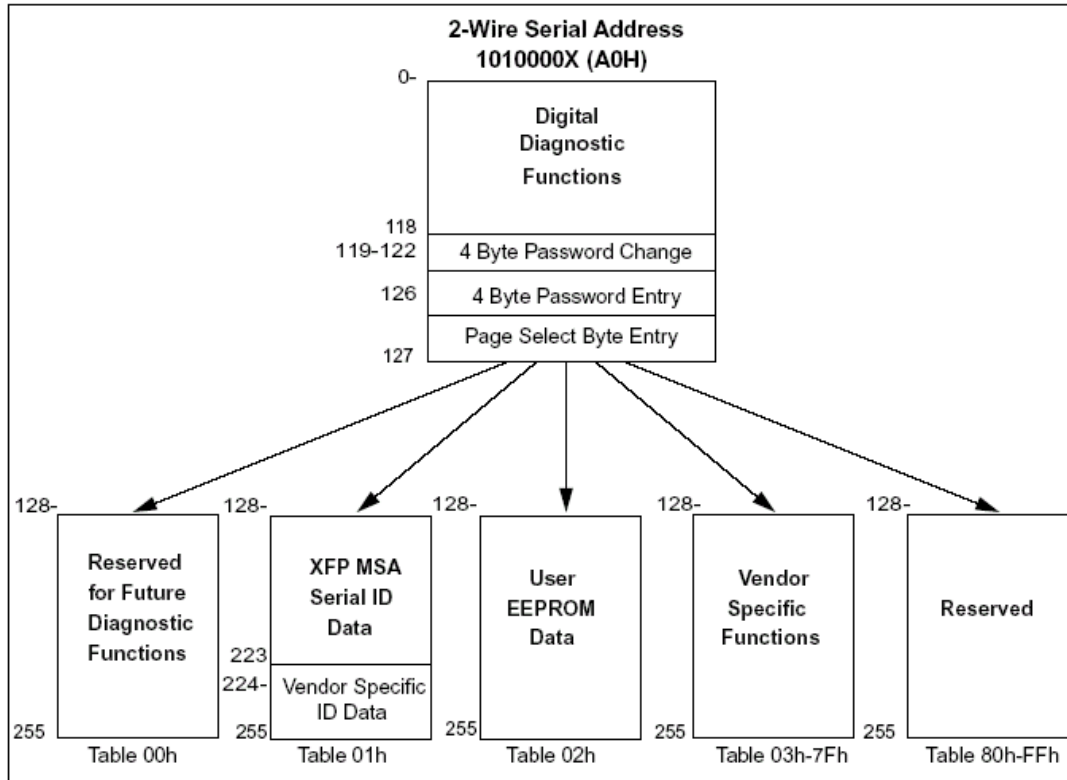 2-Wire Serial Address
1010000X (A0H)
0-
Digital
Diagnostic
Functions
118
119-122
4 Byte Password Change
126
4 Byte Password Entry
Page Select Byte Entry
127
128-
Reserved
for Future
Diagnostic
Functions
255
Table 00h
128-
XFP MSA
Serial ID
Data
223
224-
Vendor Specific
ID Data
255
Table 01h
128-
User
EEPROM
Data
255
Table 02h
128-
Vendor
Specific
Functions
255
Table 03h-7Fh
128-
Reserved
255
Table 80h-FFh